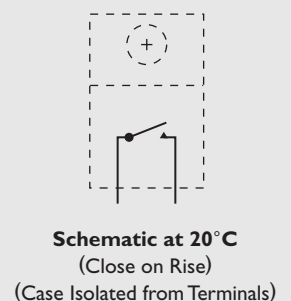 Schematic at 20°C
(Close on Rise)
(Case Isolated from Terminals)